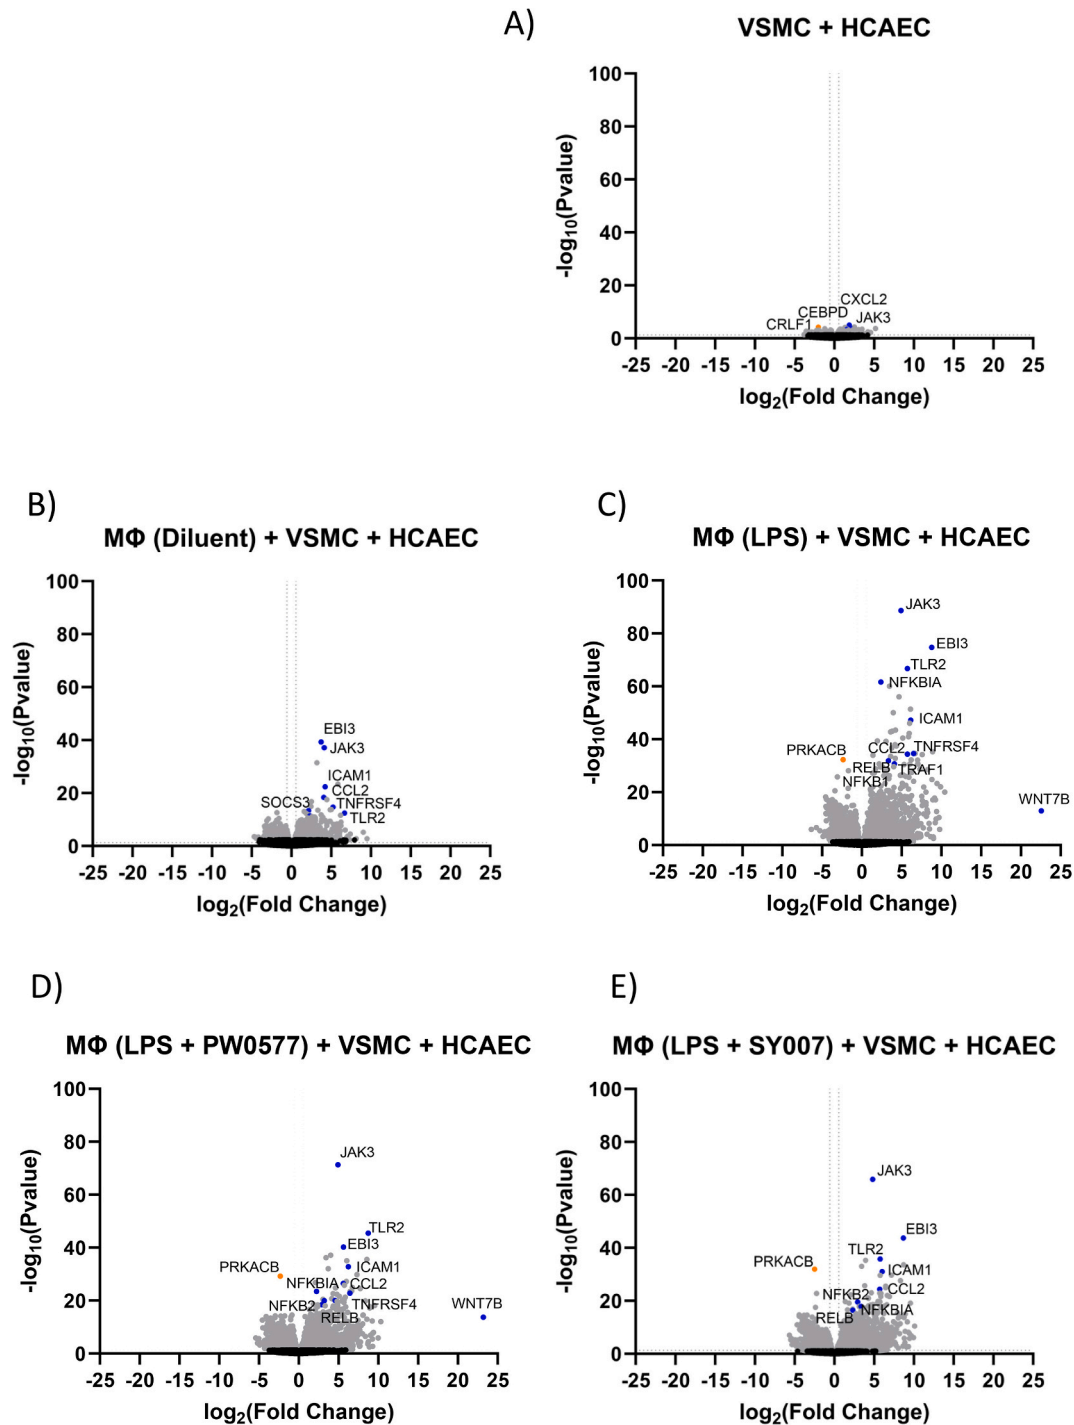 A)
VSMC + HCAEC
100
80
60
40
20
0
-log10(Pvalue)
CXCL2
CEBPD
CRLF1
JAK3
-25 -20 -15 -10 -5 0 5 10 15 20 25
log2(Fold Change)
B)
MΦ (Diluent) + VSMC + HCAEC
100
80
60
40
20
0
-log10(Pvalue)
EBI3
JAK3
ICAM1
CCL2
SOCS3
TNFRSF4
TLR2
-25 -20 -15 -10 -5 0 5 10 15 20 25
log2(Fold Change)
C)
MΦ (LPS) + VSMC + HCAEC
100
80
60
40
20
0
-log10(Pvalue)
JAK3
EBI3
TLR2
NFKBIA
ICAM1
PRKACB
CCL2
TNFRSF4
RELB
TRAF1
NFKB1
WNT7B
-25 -20 -15 -10 -5 0 5 10 15 20 25
log2(Fold Change)
D)
MΦ (LPS + PW0577) + VSMC + HCAEC
100
80
60
40
20
0
-log10(Pvalue)
JAK3
TLR2
EBI3
PRKACB
ICAM1
NFKBIA
CCL2
NFKB2
TNFRSF4
RELB
WNT7B
-25 -20 -15 -10 -5 0 5 10 15 20 25
log2(Fold Change)
E)
MΦ (LPS + SY007) + VSMC + HCAEC
100
80
60
40
20
0
-log10(Pvalue)
JAK3
EBI3
TLR2
PRKACB
ICAM1
CCL2
NFKB2
NFKBIA
RELB
-25 -20 -15 -10 -5 0 5 10 15 20 25
log2(Fold Change)